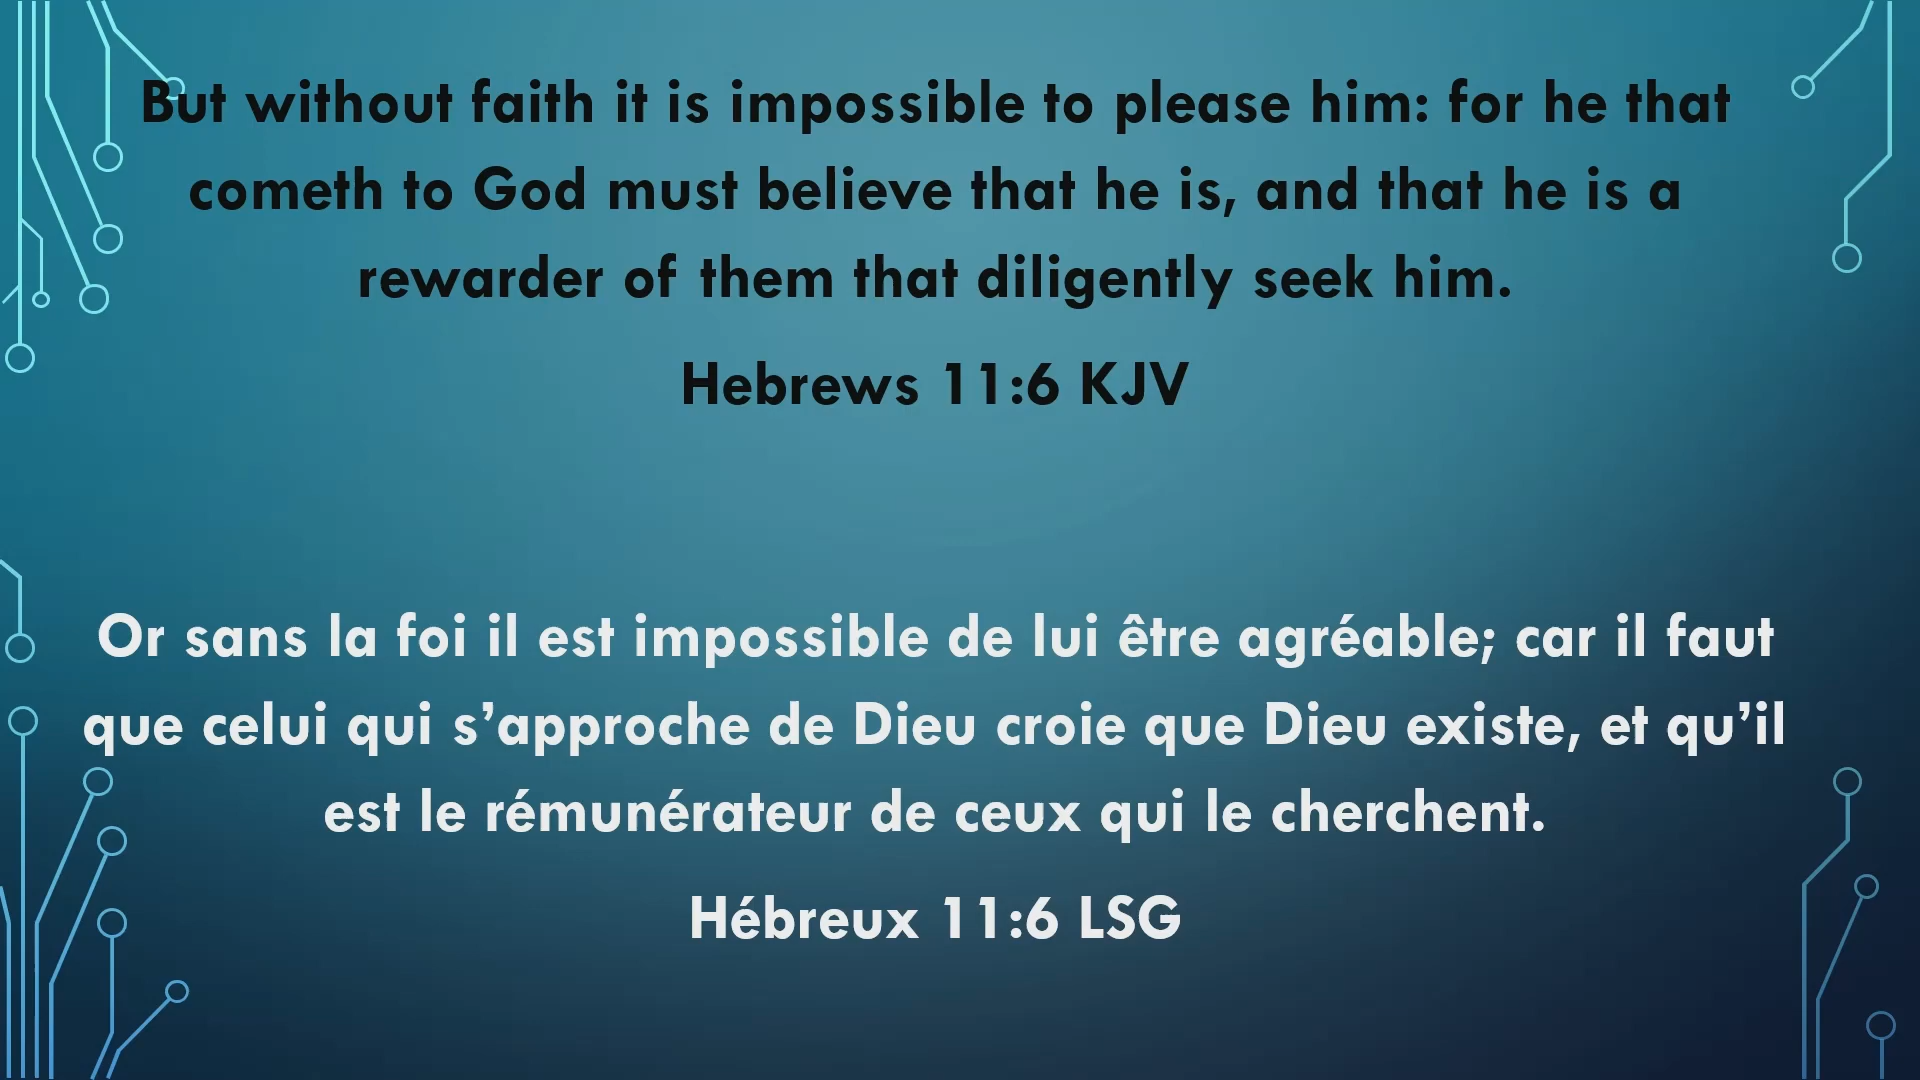 But without faith it is impossible to please him: for he that
cometh to God must believe that he is, and that he is a
rewarder of them that diligently seek him.
Hebrews 11:6 KJV
Or sans la foi il est impossible de lui être agréable; car il faut
que celui qui s’approche de Dieu croie que Dieu existe, et qu’il
est le rémunérateur de ceux qui le cherchent.
Hébreux 11:6 LSG